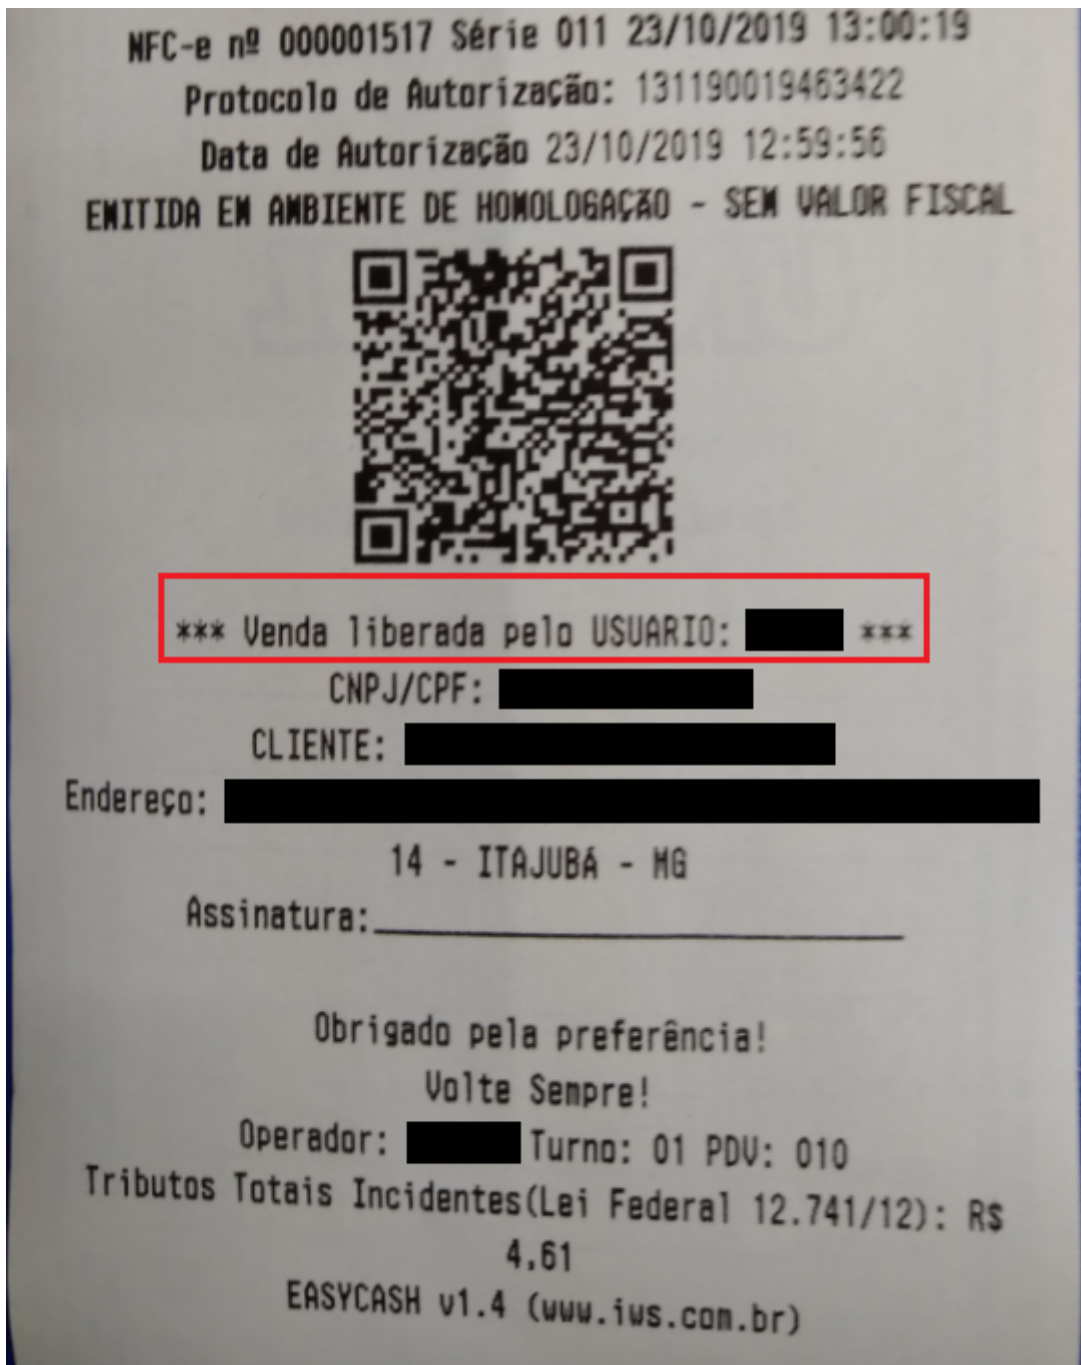 NFC-e nº 000001517 Série 011 23/10/2019 13:00:19
Protocolo de Autorização: 131190019463422
Data de Autorização 23/10/2019 12:59:56
EMITIDA EM AMBIENTE DE HOMOLOGAÇÃO - SEM VALOR FISCAL
*** Venda liberada pelo USUARIO: ***
CNPJ/CPF:
CLIENTE:
Endereço:
14 - ITAJUBÁ - MG
Assinatura:
Obrigado pela preferência!
Volte Sempre!
Operador: Turno: 01 PDV: 010
Tributos Totais Incidentes(Lei Federal 12.741/12): R$
4,61
EASYCASH v1.4 (www.iws.com.br)